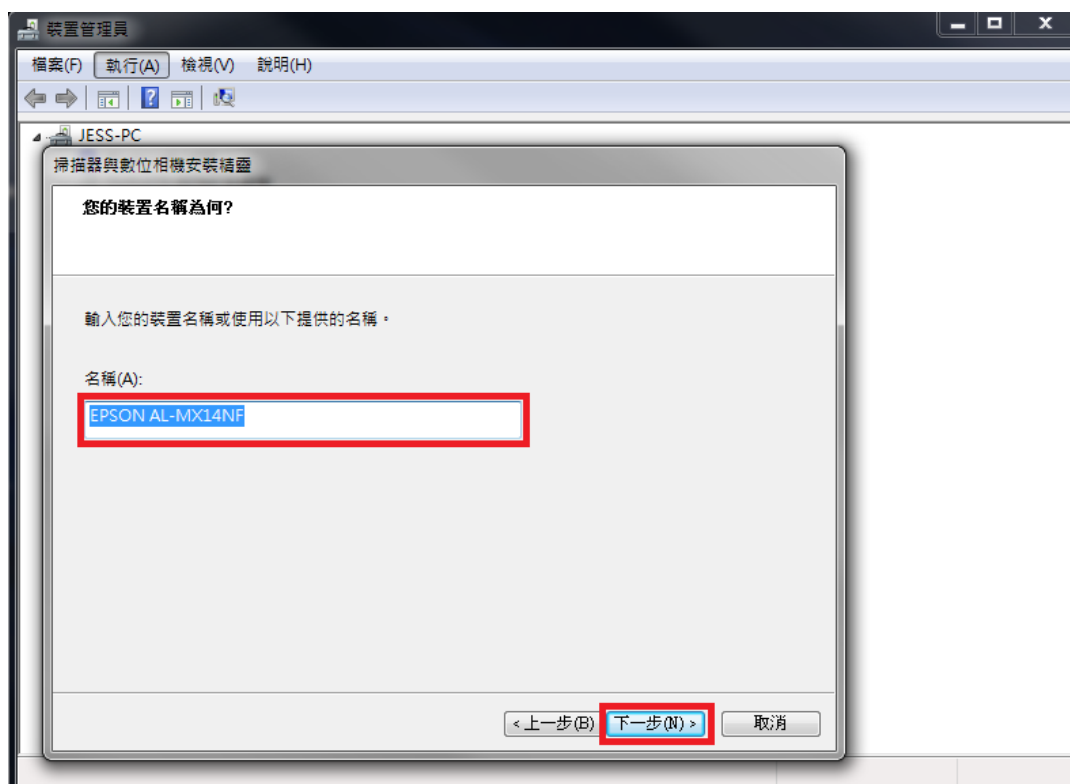 裝置管理員
檔案(F) 執行(A) 檢視(V) 說明(H)
JESS-PC
掃描器與數位相機安裝精靈
您的裝置名稱為何?
輸入您的裝置名稱或使用以下提供的名稱。
名稱(A):
EPSON AL-MX14NF
<上一步(B) 下一步(N)> 取消